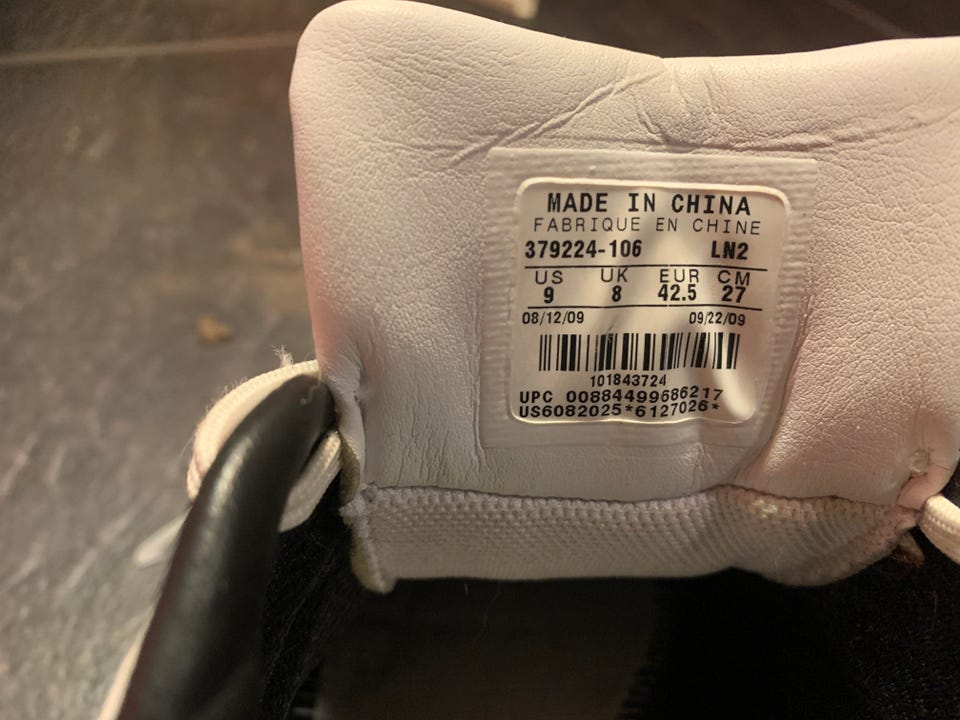 MADE IN CHINA
FABRIQUE EN CHINE
379224-106 LN2
US UK EUR CM
9 8 42.5 27
08/12/09 09/22/09
101843724
UPC 00884499686217
US6082025*6127026*